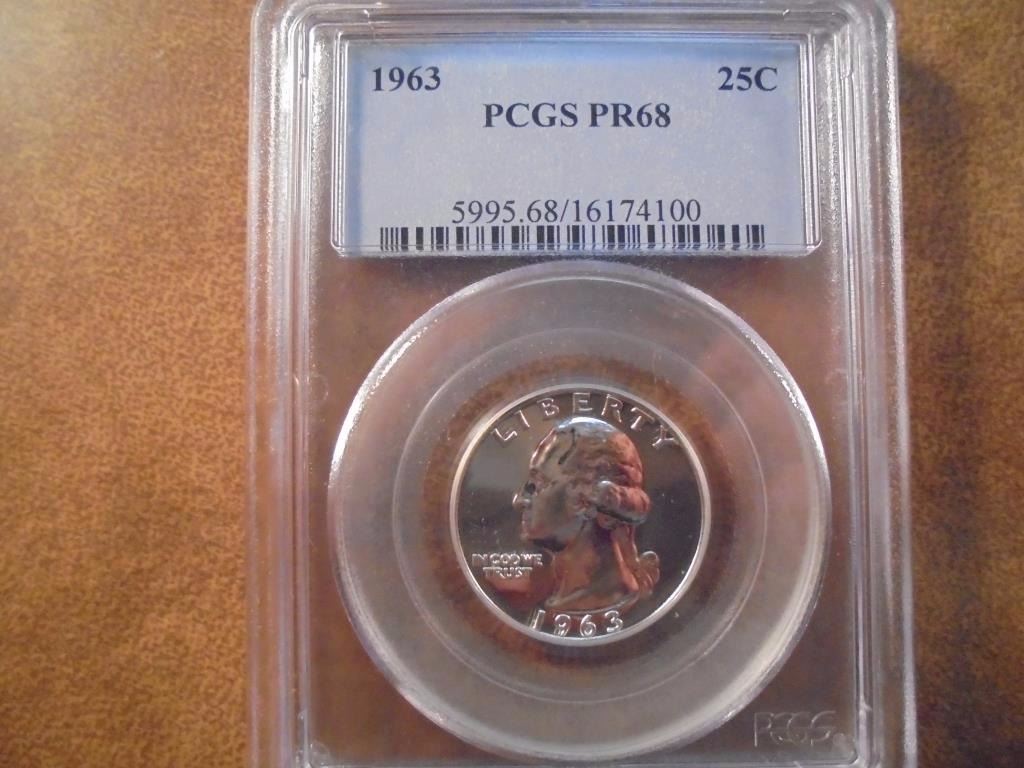 1963 25C
PCGS PR68
5995.68/16174100
LIBERTY
IN GOD WE
TRUST
1963
PCGS